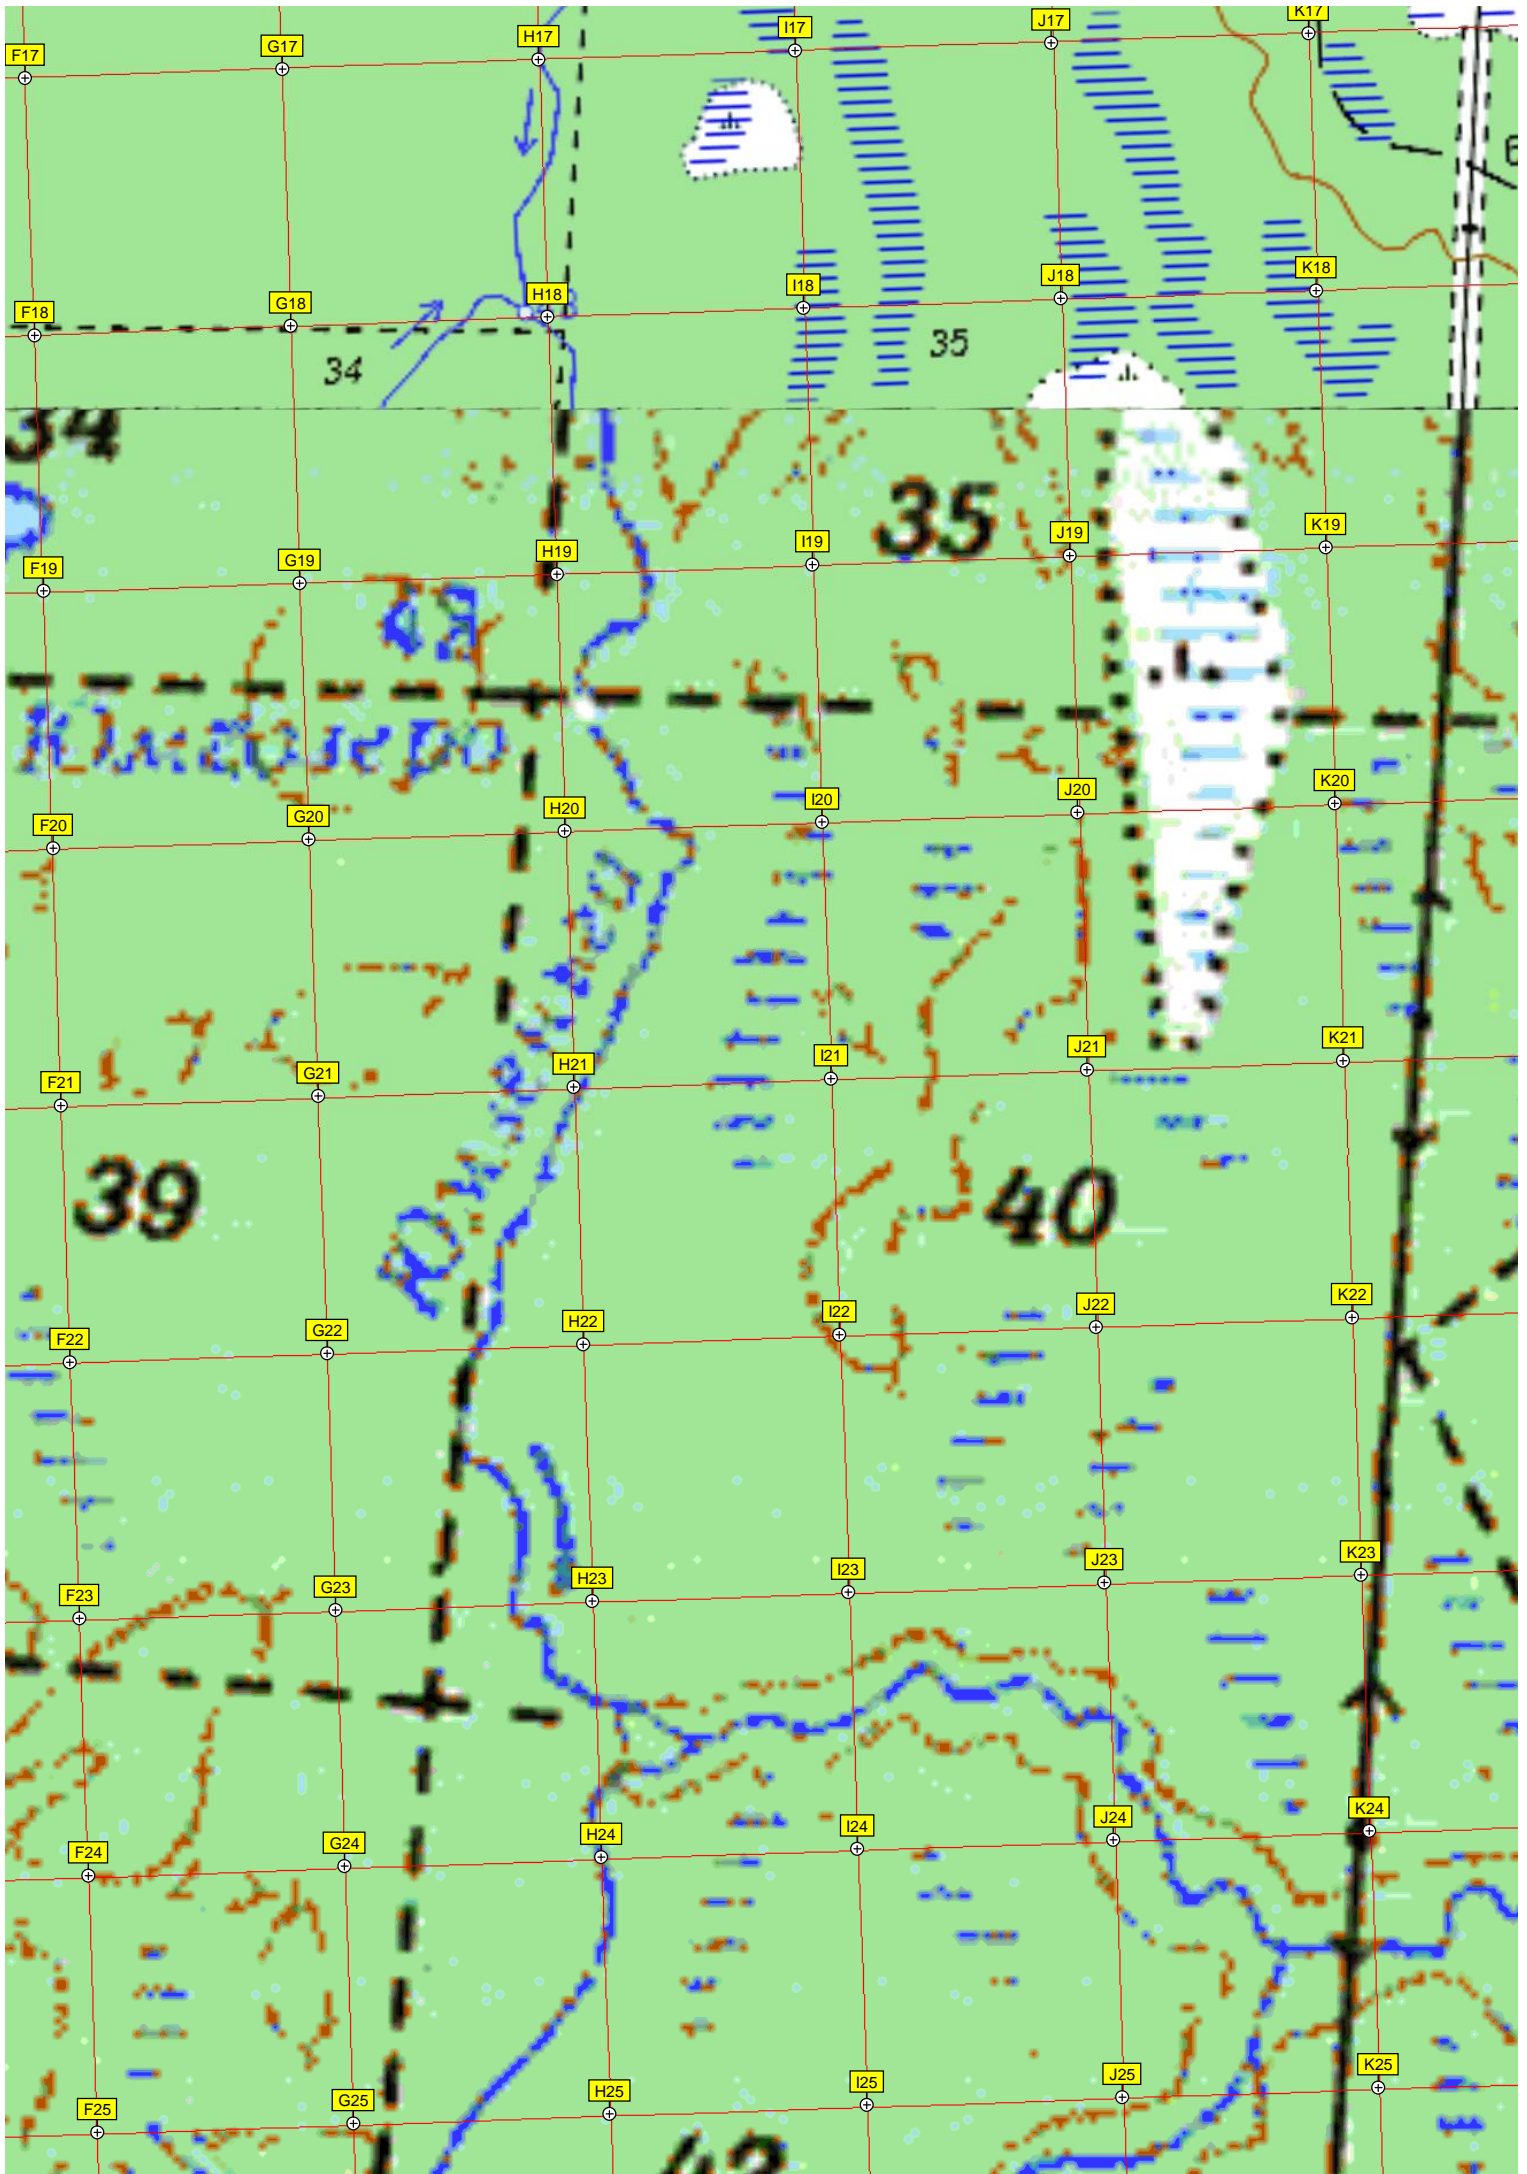 F17 G17 H17 I17 J17 K17
6
F18 G18 H18 I18 J18 K18
34 35
34
35
F19 G19 H19 I19 J19 K19
F20 G20 H20 I20 J20 K20
F21 G21 H21 I21 J21 K21
39 40
F22 G22 H22 I22 J22 K22
F23 G23 H23 I23 J23 K23
F24 G24 H24 I24 J24 K24
F25 G25 H25 I25 J25 K25